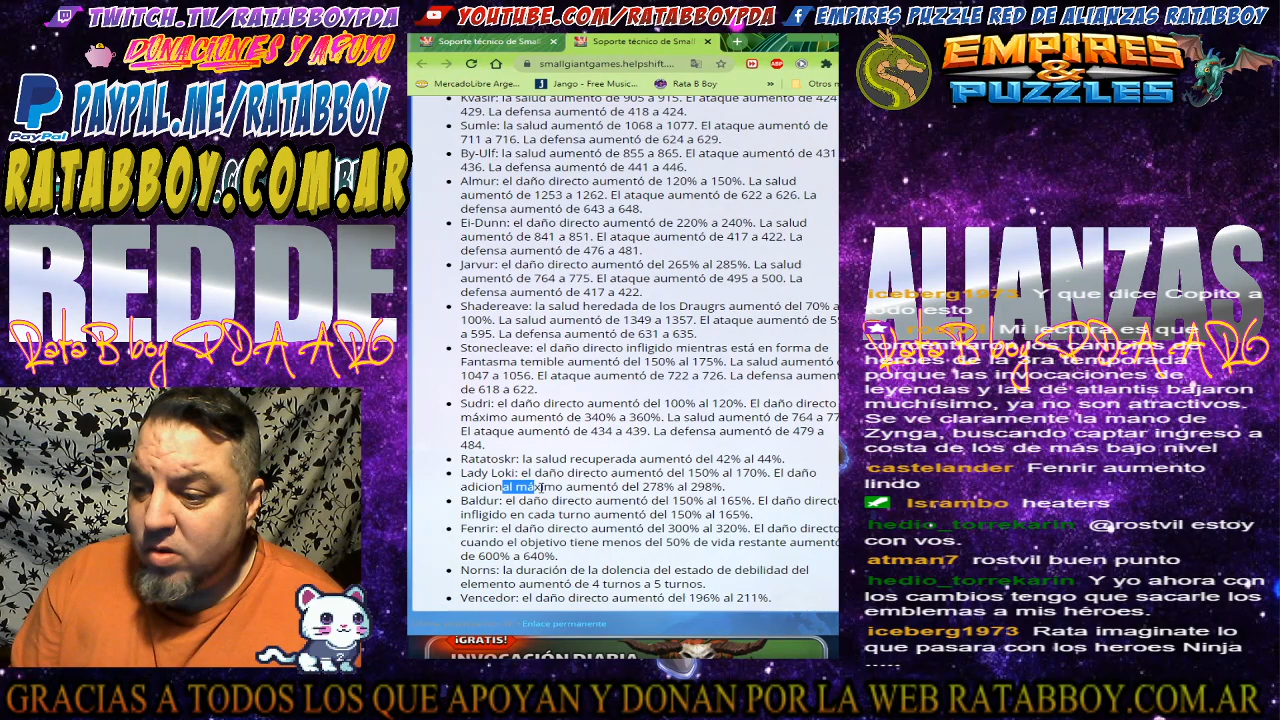 TWITCH.TV/RATABBOYPDA
YOUTUBE.COM/RATABBOYPDA
EMPIRES PUZZLE RED DE ALIANZAS RATABBOY
DONACIONES Y APOYO
PayPal
PAYPAL.ME/RATABBOY
RATABBOY.COM.AR
RED DE
Rata B boy PDA ARG
Soporte técnico de Smal
Soporte técnico de Smal
smallgiantgames.helpshift....
MercadoLibre Arge...
Jango - Free Music...
Rata B T
Otros m
Kvasir: la salud aumentó de 905 a 915. El ataque aumentó de 424
429. La defensa aumentó de 418 a 424.
Sumle: la salud aumentó de 1068 a 1077. El ataque aumentó de
711 a 716. La defensa aumentó de 624 a 629.
By-Ulf: la salud aumentó de 855 a 865. El ataque aumentó de 431
436. La defensa aumentó de 441 a 446.
Almur: el daño directo aumentó de 120% a 150%. La salud
aumentó de 1253 a 1262. El ataque aumentó de 622 a 626. La
defensa aumentó de 643 a 648.
Ei-Dunn: el daño directo aumentó de 220% a 240%. La salud
aumentó de 841 a 851. El ataque aumentó de 417 a 422. La
defensa aumentó de 476 a 481.
Jarvur: el daño directo aumentó del 265% al 285%. La salud
aumentó de 764 a 775. El ataque aumentó de 495 a 500. La
defensa aumentó de 417 a 422.
Shadereave: la salud heredada de los Draugrs aumentó del 70% a
100%. La salud aumentó de 1349 a 1357. El ataque aumentó de 59
a 595. La defensa aumentó de 631 a 635.
Stonecleave: el daño directo infligido mientras está en forma de
Fantasma temible aumentó del 150% al 175%. La salud aumentó d
1047 a 1056. El ataque aumentó de 722 a 726. La defensa aument
de 618 a 622.
Sudri: el daño directo aumentó del 100% al 120%. El daño directo
máximo aumentó de 340% a 360%. La salud aumentó de 764 a 77
El ataque aumentó de 434 a 439. La defensa aumentó de 479 a
484.
Ratatoskr: la salud recuperada aumentó del 42% al 44%.
Lady Loki: el daño directo aumentó del 150% al 170%. El daño
adicional máximo aumentó del 278% al 298%.
Baldur: el daño directo aumentó del 150% al 165%. El daño directo
infligido en cada turno aumentó del 150% al 165%.
Fenrir: el daño directo aumentó del 300% al 320%. El daño directo
cuando el objetivo tiene menos del 50% de vida restante aumentó
de 600% a 640%.
Norns: la duración de la dolencia del estado de debilidad del
elemento aumentó de 4 turnos a 5 turnos.
Vencedor: el daño directo aumentó del 196% al 211%.
Enlace permanente
¡GRATIS!
INVOCACIÓN DIARIA
EMPIRES
&
PUZZLES
ALIANZAS
Rata B boy PDA ARG
iceberg1973 Y que dice Copito a
todo esto
rostvil Mi lectura es que
los cambios de
heroes de la 3ra temporada
porque las invocaciones de
leyendas y las de atlantis bajaron
muchísimo, ya no son atractivos.
Se ve claramente la mano de
Zynga, buscando captar ingreso a
costa de los de más bajo nivel
castelander Fenrir aumento
lindo
Isrambo heaters
hedio_torrekarin @rostvil estoy
con vos.
atman7 rostvil buen punto
hedio_torrekarin Y yo ahora con
los cambios tengo que sacarle los
emblemas a mis héroes.
iceberg1973 Rata imaginate lo
que pasara con los heroes Ninja
.....
GRACIAS A TODOS LOS QUE APOYAN Y DONAN POR LA WEB RATABBOY.COM.AR